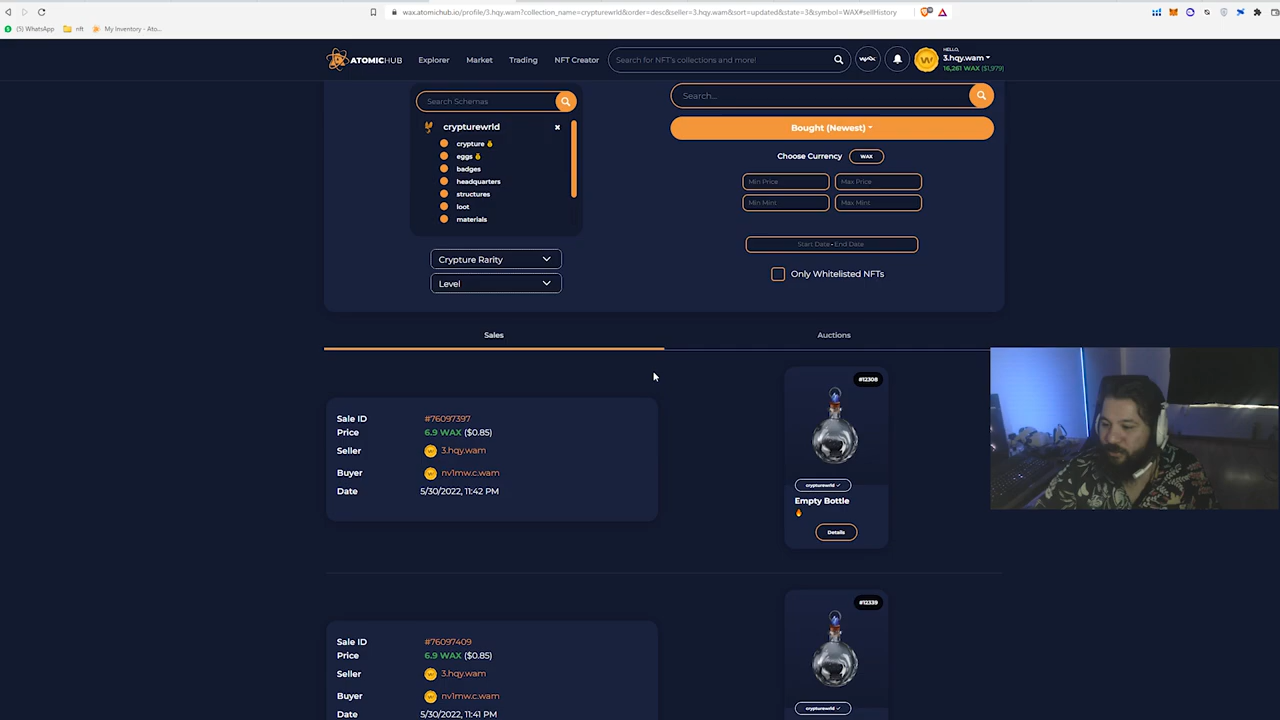 wax.atomichub.io/profile/3.hqy.wam?collection_name=crypturewrld&order=desc&seller=3.hqy.wam&sort=updated&state=3&symbol=WAX#sellHistory
(5) WhatsApp
nft
My Inventory - Ato...
ATOMICHUB
Explorer
Market
Trading
NFT Creator
Search for NFT's collections and more!
HELLO,
3.hqy.wam
16,261 WAX ($1,979)
Search Schemas
Search...
crypturewrld
x
Bought (Newest)
crypture
eggs
badges
headquarters
structures
loot
materials
Choose Currency
WAX
Min Price
Max Price
Min Mint
Max Mint
Start Date - End Date
Crypture Rarity
Level
Only Whitelisted NFTs
Sales
Auctions
Sale ID
#76097397
Price
6.9 WAX ($0.85)
Seller
3.hqy.wam
Buyer
nv1mw.c.wam
Date
5/30/2022, 11:42 PM
#12308
crypturewrld
Empty Bottle
Details
Sale ID
#76097409
Price
6.9 WAX ($0.85)
Seller
3.hqy.wam
Buyer
nv1mw.c.wam
Date
5/30/2022, 11:41 PM
#12339
crypturewrld